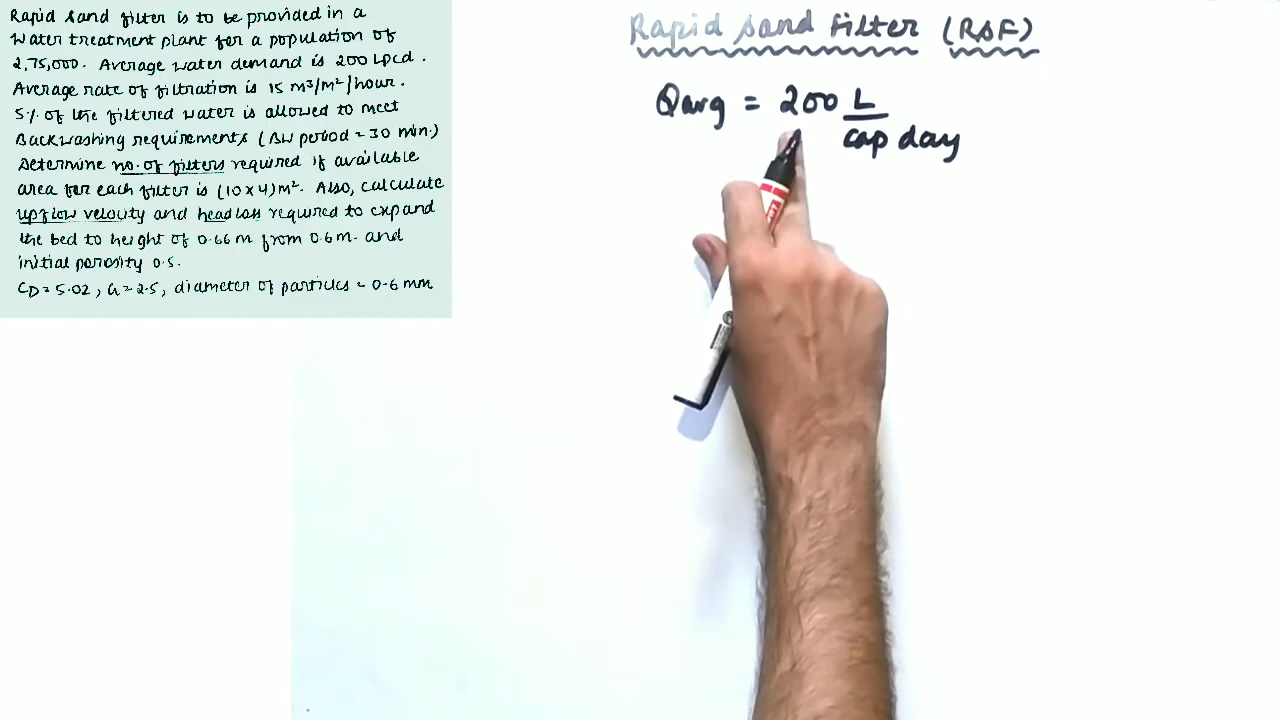 Rapid sand filter is to be provided in a
water treatment plant for a population of
2,75,000. Average water demand is 200 Lpcd.
Average rate of filtration is 15 m³/m²/hour.
5% of the filtered water is allowed to meet
Backwashing requirements (BW period = 30 min.)
Determine no. of filters required if available
area for each filter is (10 x 4) m². Also, calculate
upflow velocity and headloss required to expand
the bed to height of 0.66 m from 0.6 m. and
initial porosity 0.5.
CD = 5.02, G = 2.5, diameter of particles = 0.6 mm
Rapid sand filter (RSF)
Qavg = 200 L
cap day